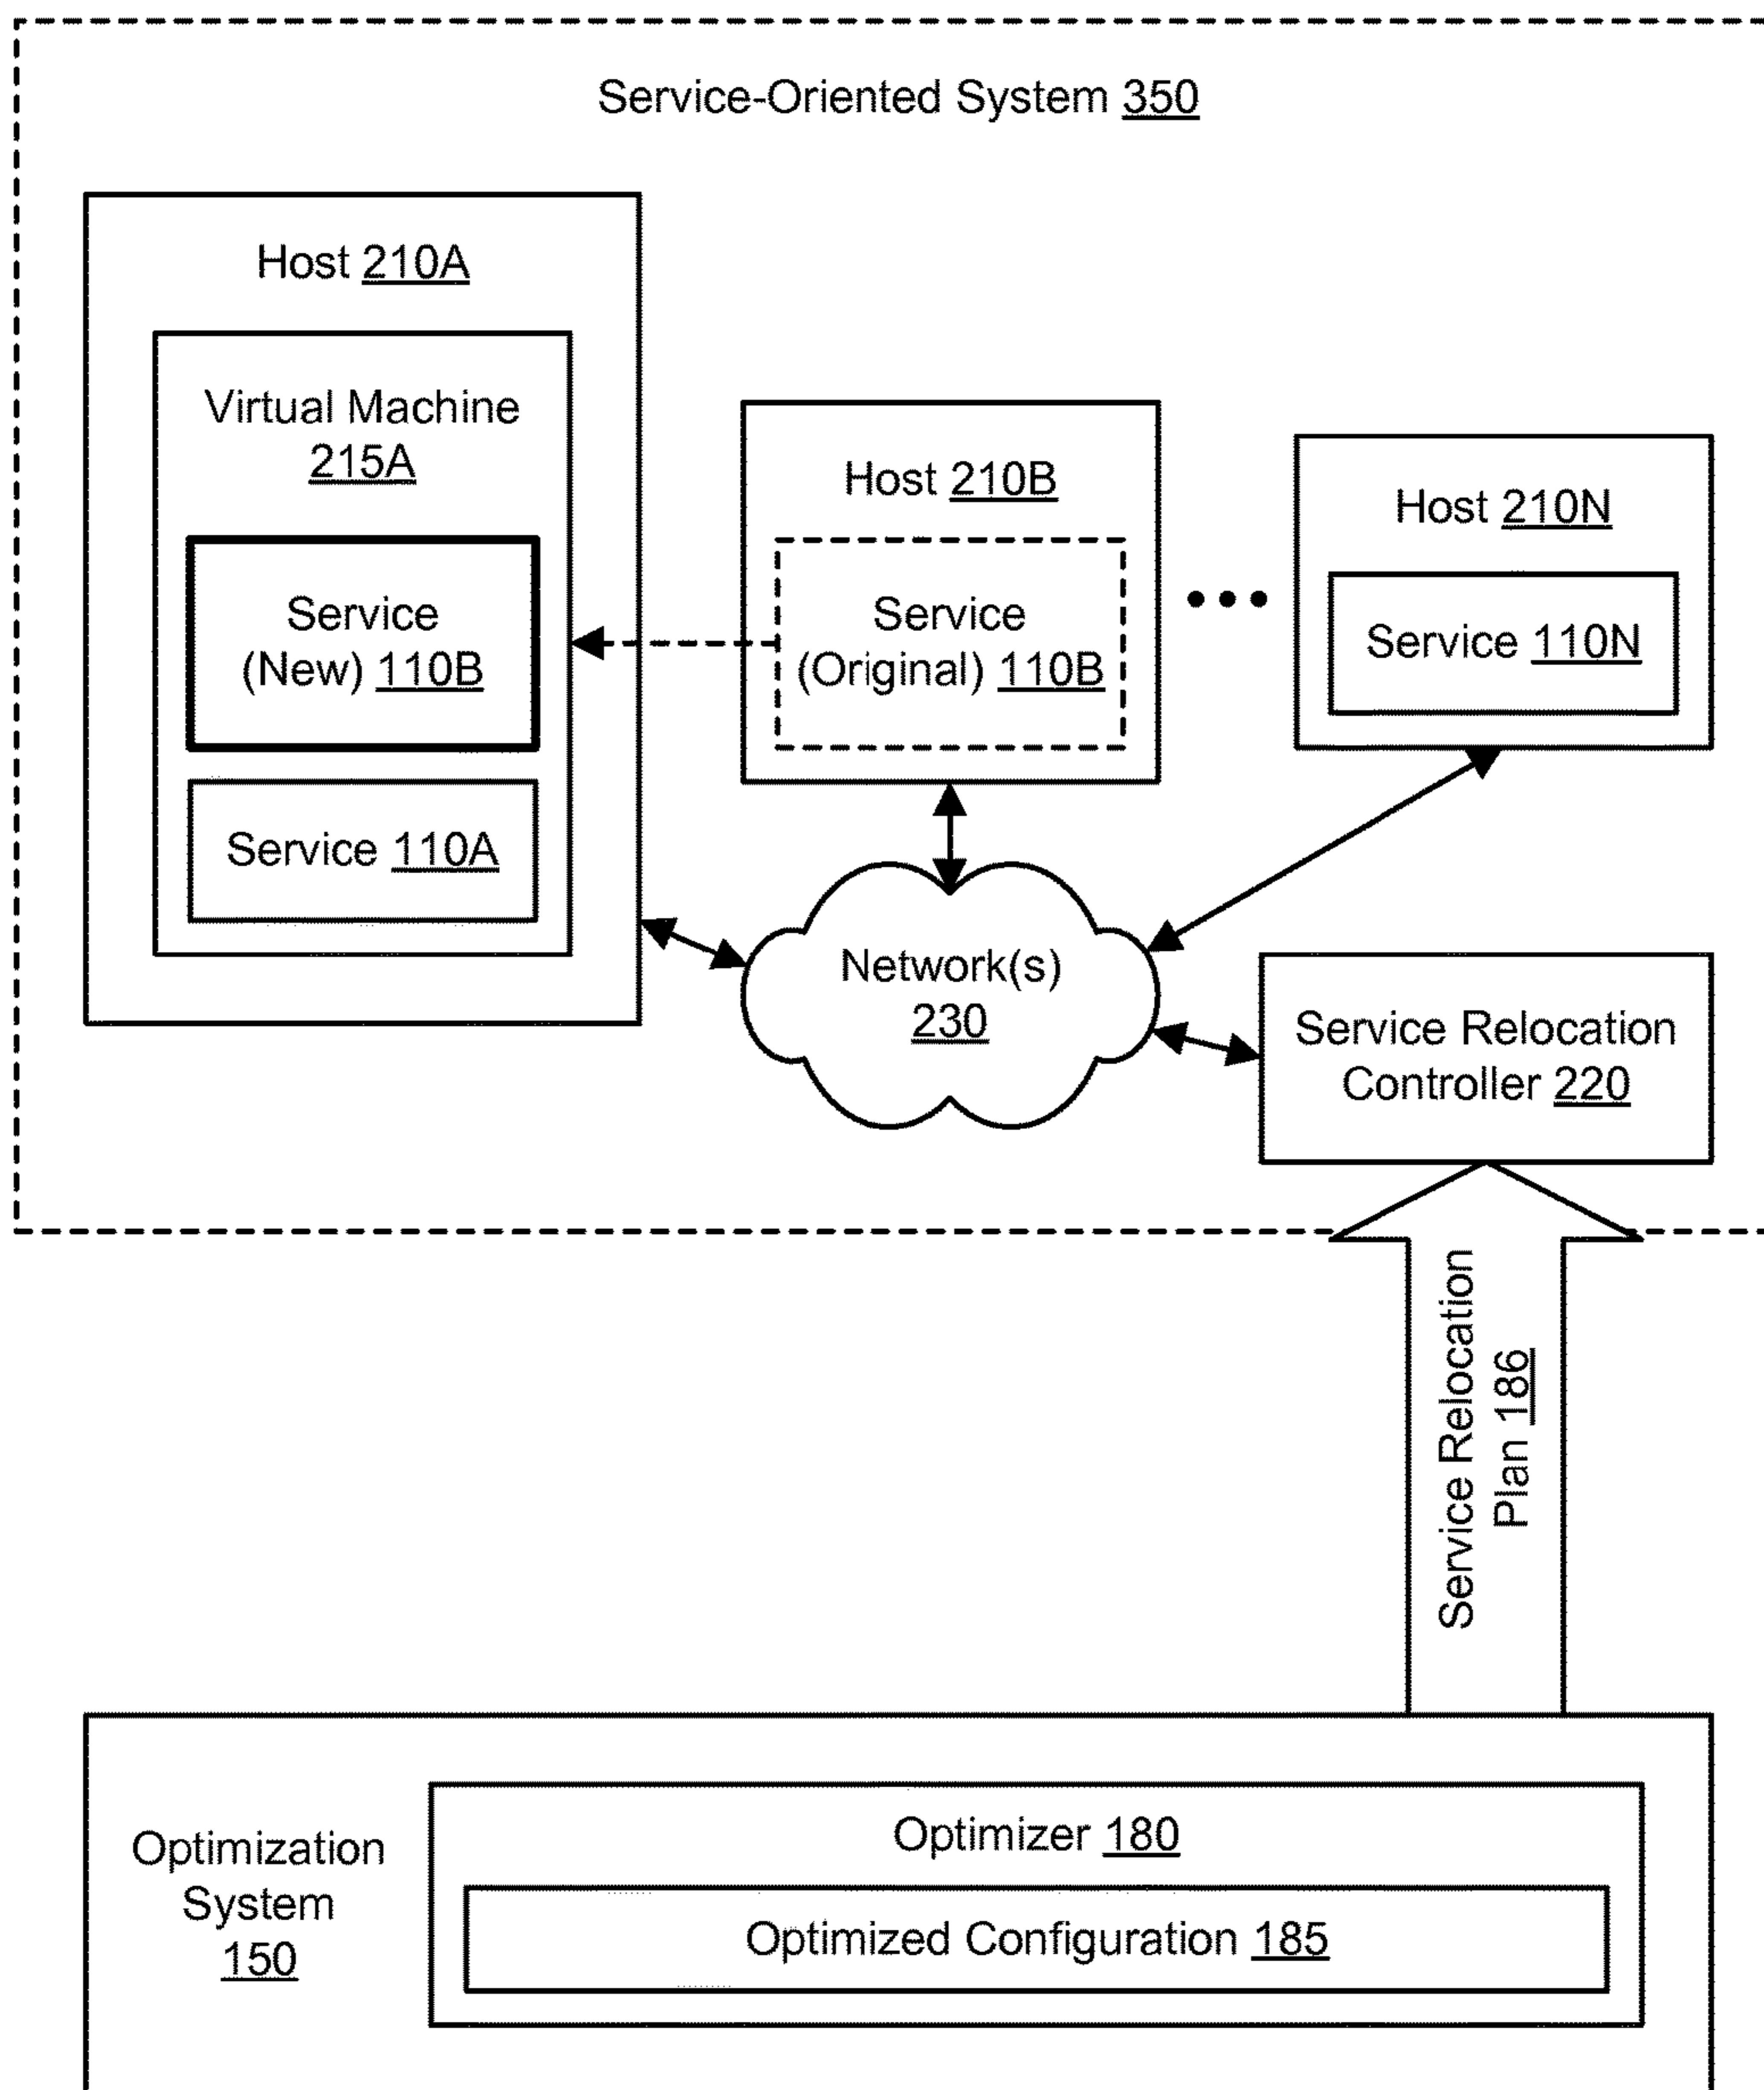 Service-Oriented System 350
Host 210A
Virtual Machine
215A
Service
(New) 110B
Service 110A
Host 210B
Service
(Original) 110B
Host 210N
Service 110N
Network(s)
230
Service Relocation
Controller 220
Service Relocation
Plan 186
Optimization
System
150
Optimizer 180
Optimized Configuration 185